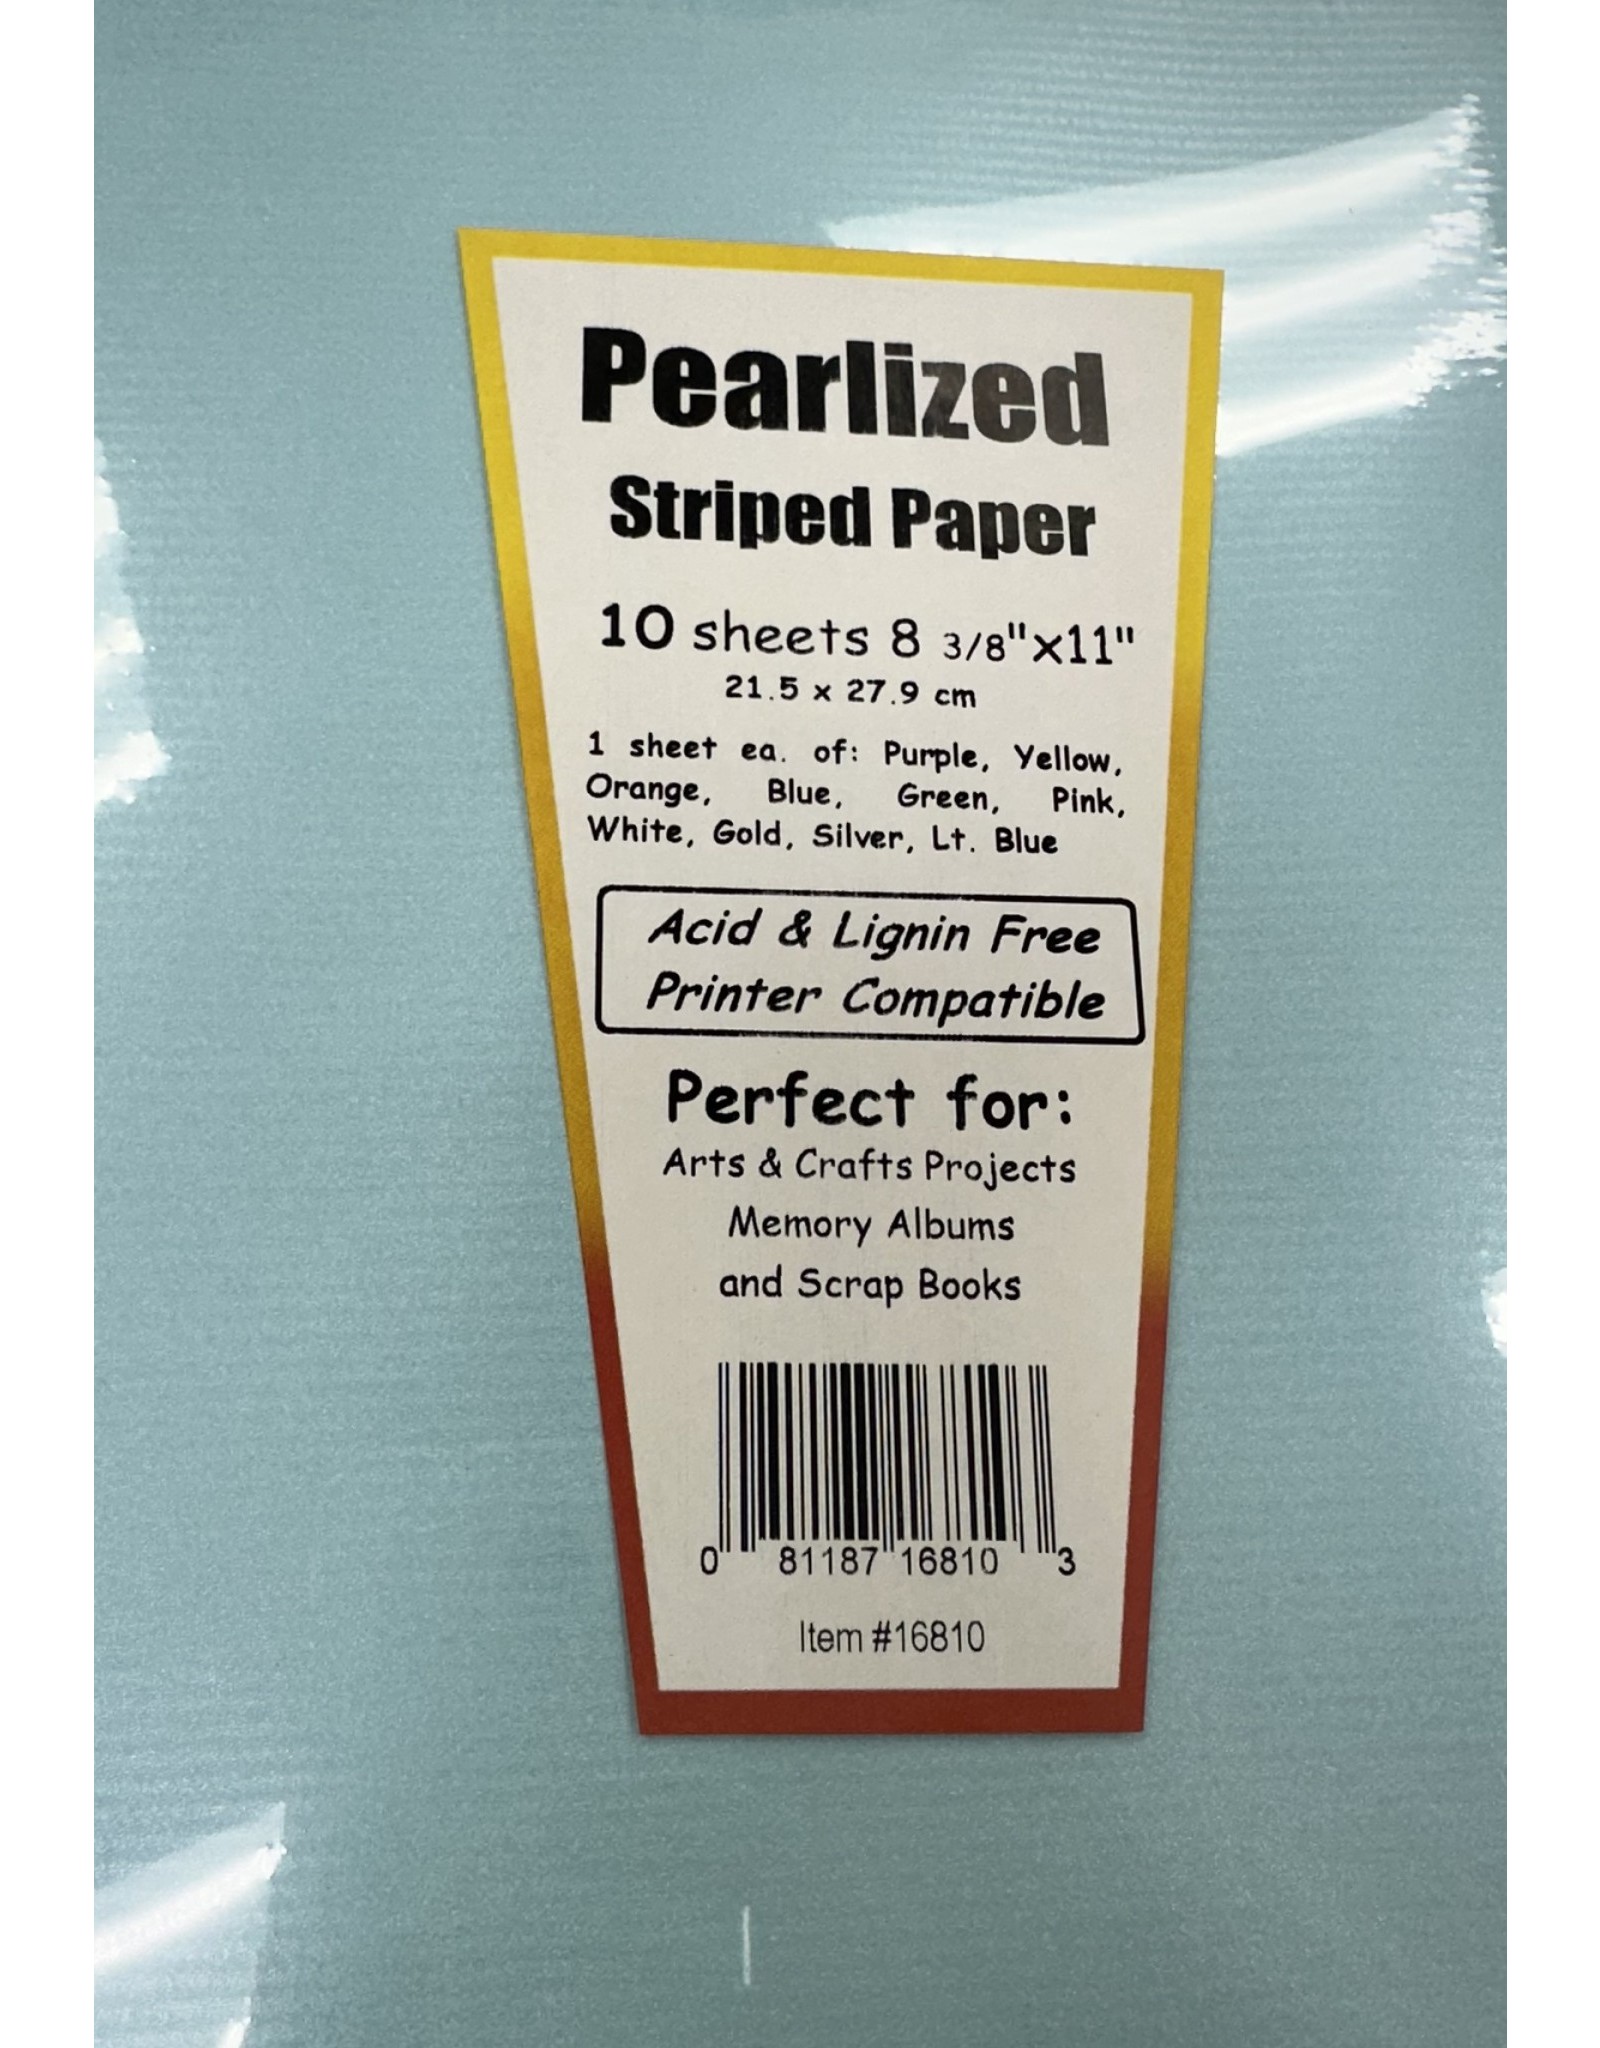 Pearlized
Striped Paper
10 sheets 8 3/8"x11"
21.5 x 27.9 cm
1 sheet ea. of: Purple, Yellow,
Orange, Blue, Green, Pink,
White, Gold, Silver, Lt. Blue
Acid & Lignin Free
Printer Compatible
Perfect for:
Arts & Crafts Projects
Memory Albums
and Scrap Books
0 81187 16810 3
Item #16810